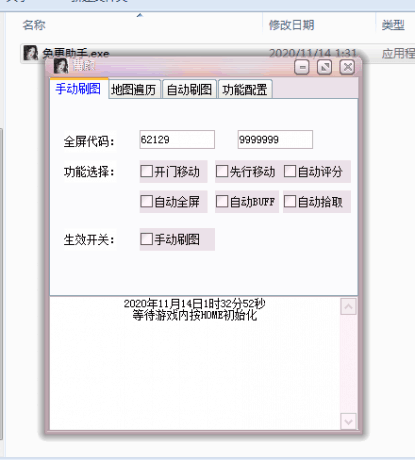 名称
修改日期
类型
免更助手.exe
2020/11/14 1:31
应用程
手动刷图
地图遍历
自动刷图
功能配置
全屏代码:
62129
9999999
功能选择:
开门移动
先行移动
自动评分
自动全屏
自动BUFF
自动拾取
生效开关:
手动刷图
2020年11月14日1时32分52秒
等待游戏内按HOME初始化